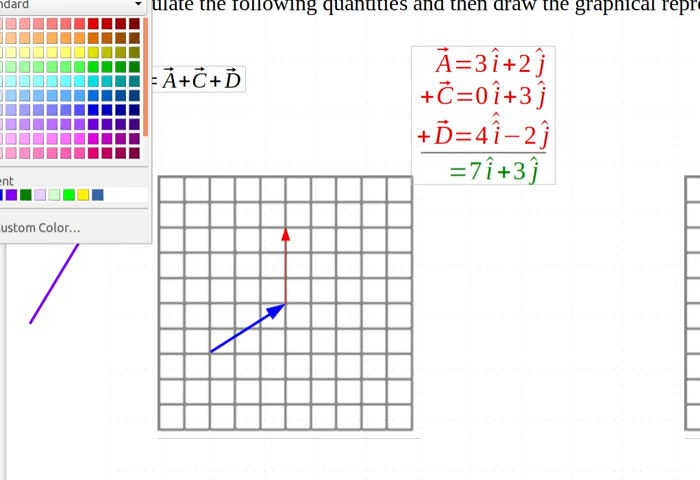 ndard
ulate the following quantities and then draw the graphical repr
= A⃗+C⃗+D⃗
A⃗=3î+2ĵ
+C⃗=0î+3ĵ
+D⃗=4î−2ĵ
=7î+3ĵ
ent
ustom Color...